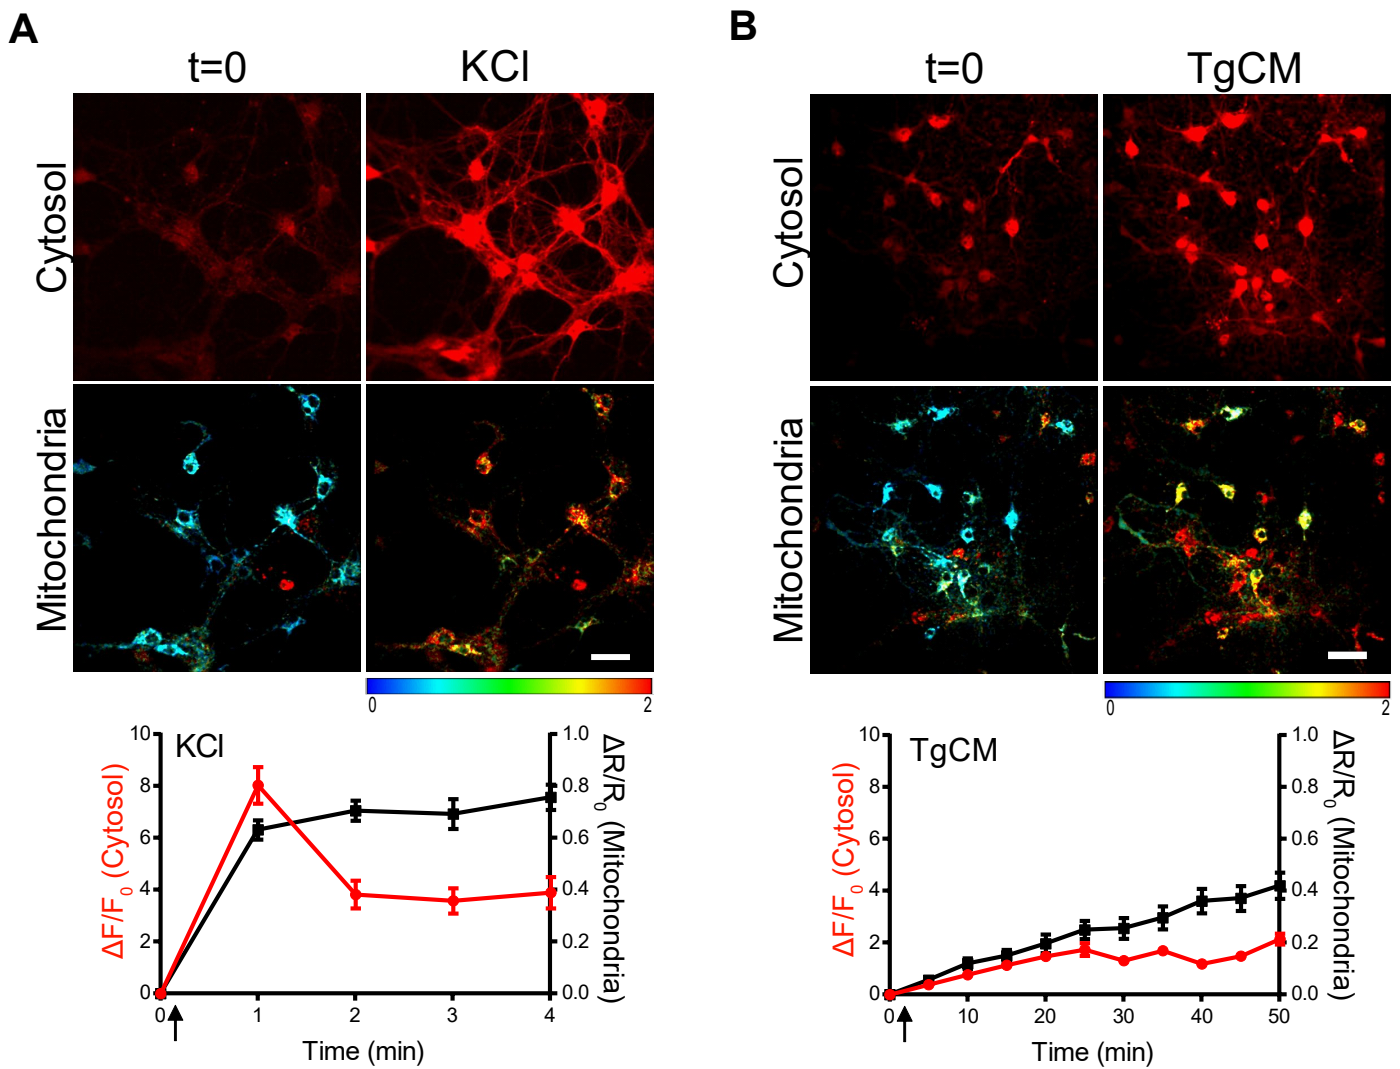 A
t=0
KCl
Cytosol
Mitochondria
0
2
KCl
10
8
6
4
2
0
ΔF/F0 (Cytosol)
1.0
0.8
0.6
0.4
0.2
0.0
ΔR/R0 (Mitochondria)
0
1
2
3
4
Time (min)
B
t=0
TgCM
Cytosol
Mitochondria
0
2
TgCM
10
8
6
4
2
0
ΔF/F0 (Cytosol)
1.0
0.8
0.6
0.4
0.2
0.0
ΔR/R0 (Mitochondria)
0
10
20
30
40
50
Time (min)